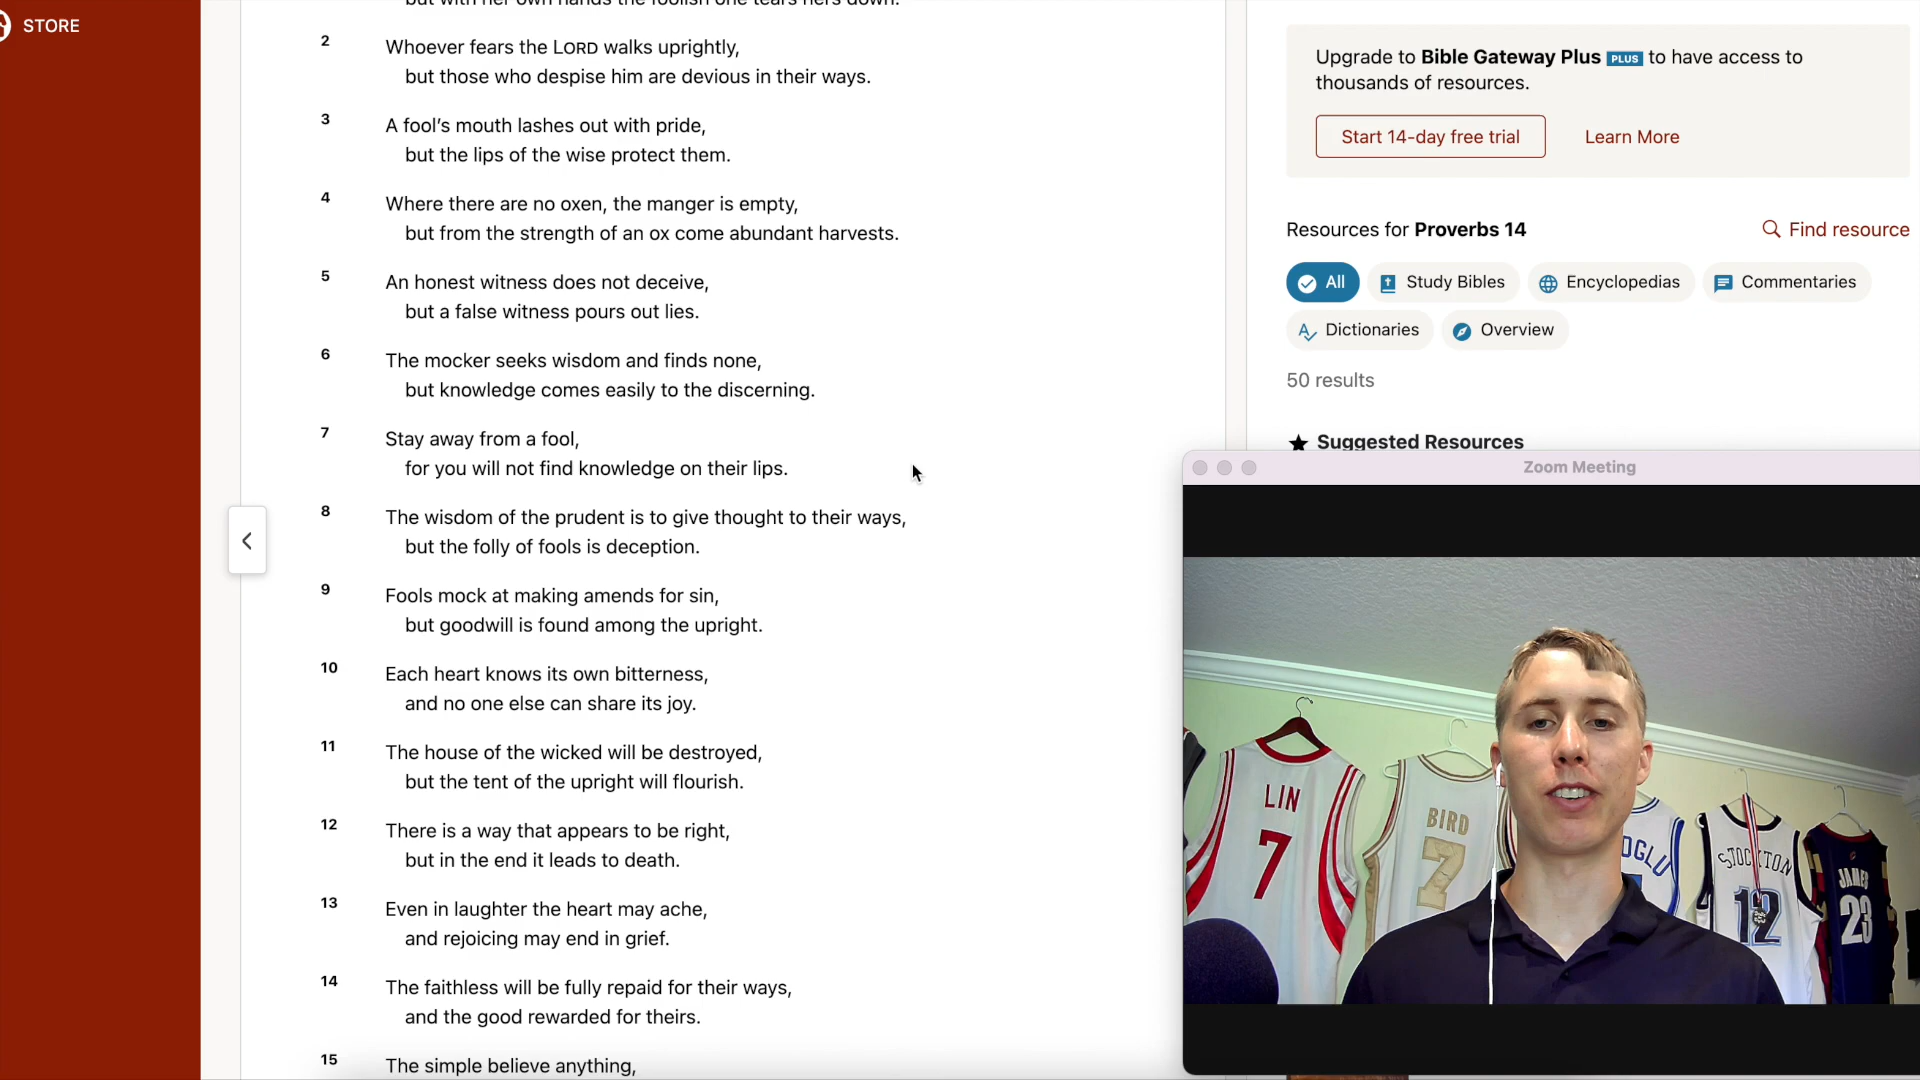 STORE
but with her own hands the foolish one tears hers down.
2 Whoever fears the LORD walks uprightly,
but those who despise him are devious in their ways.
3 A fool’s mouth lashes out with pride,
but the lips of the wise protect them.
4 Where there are no oxen, the manger is empty,
but from the strength of an ox come abundant harvests.
5 An honest witness does not deceive,
but a false witness pours out lies.
6 The mocker seeks wisdom and finds none,
but knowledge comes easily to the discerning.
7 Stay away from a fool,
for you will not find knowledge on their lips.
8 The wisdom of the prudent is to give thought to their ways,
but the folly of fools is deception.
9 Fools mock at making amends for sin,
but goodwill is found among the upright.
10 Each heart knows its own bitterness,
and no one else can share its joy.
11 The house of the wicked will be destroyed,
but the tent of the upright will flourish.
12 There is a way that appears to be right,
but in the end it leads to death.
13 Even in laughter the heart may ache,
and rejoicing may end in grief.
14 The faithless will be fully repaid for their ways,
and the good rewarded for theirs.
15 The simple believe anything,
Upgrade to Bible Gateway Plus PLUS to have access to
thousands of resources.
Start 14-day free trial Learn More
Resources for Proverbs 14 Find resource
All Study Bibles Encyclopedias Commentaries
Dictionaries Overview
50 results
Suggested Resources
Zoom Meeting
LIN
7
BIRD
7
OGLU
STOCKTON
12
JAMES
23